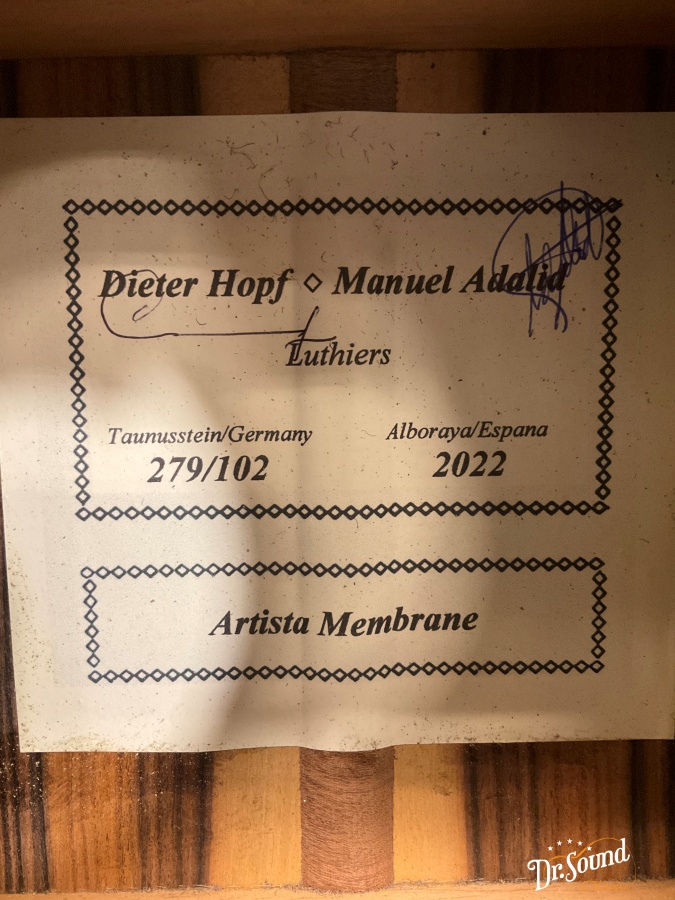 Dieter Hopf ◇ Manuel Adalid
Luthiers
Taunusstein/Germany
Alboraya/Espana
279/102
2022
Artista Membrane
Dr. Sound